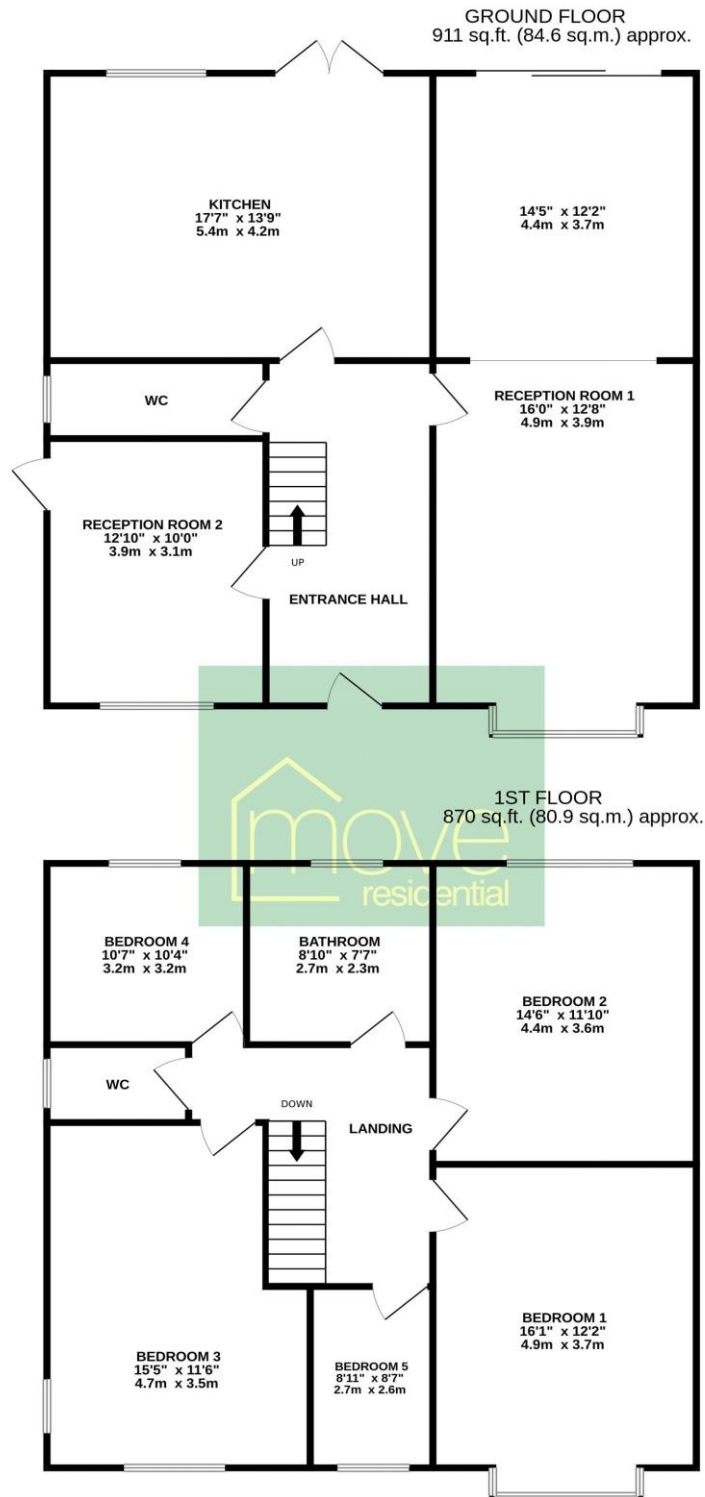 GROUND FLOOR
911 sq.ft. (84.6 sq.m.) approx.
KITCHEN
17'7" x 13'9"
5.4m x 4.2m
14'5" x 12'2"
4.4m x 3.7m
WC
RECEPTION ROOM 1
16'0" x 12'8"
4.9m x 3.9m
RECEPTION ROOM 2
12'10" x 10'0"
3.9m x 3.1m
UP
ENTRANCE HALL
move
residential
1ST FLOOR
870 sq.ft. (80.9 sq.m.) approx.
BEDROOM 4
10'7" x 10'4"
3.2m x 3.2m
BATHROOM
8'10" x 7'7"
2.7m x 2.3m
BEDROOM 2
14'6" x 11'10"
4.4m x 3.6m
WC
DOWN
LANDING
BEDROOM 3
15'5" x 11'6"
4.7m x 3.5m
BEDROOM 5
8'11" x 8'7"
2.7m x 2.6m
BEDROOM 1
16'1" x 12'2"
4.9m x 3.7m